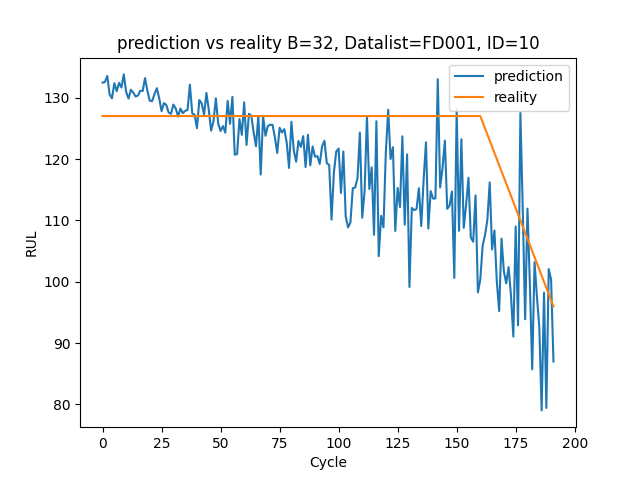 prediction vs reality B=32, Datalist=FD001, ID=10
prediction
reality
RUL
130
120
110
100
90
80
0 25 50 75 100 125 150 175 200
Cycle